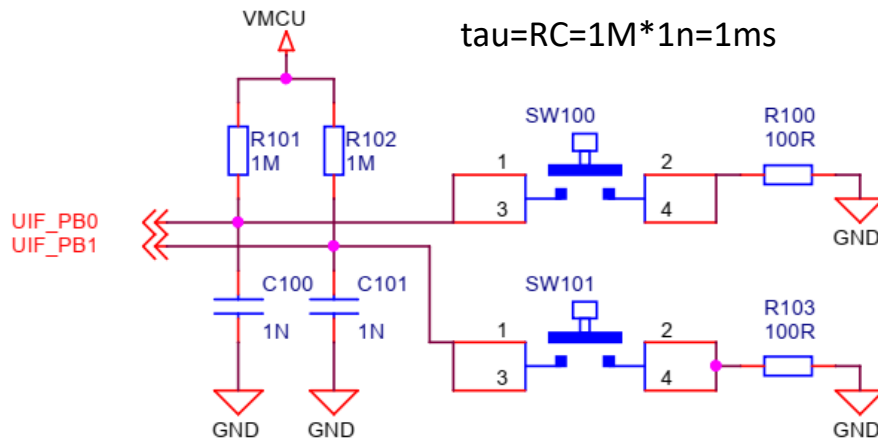 VMCU
tau=RC=1M*1n=1ms
R101
1M
R102
1M
SW100
1
3
2
4
R100
100R
GND
UIF_PB0
UIF_PB1
C100
1N
C101
1N
GND
GND
SW101
1
3
2
4
R103
100R
GND